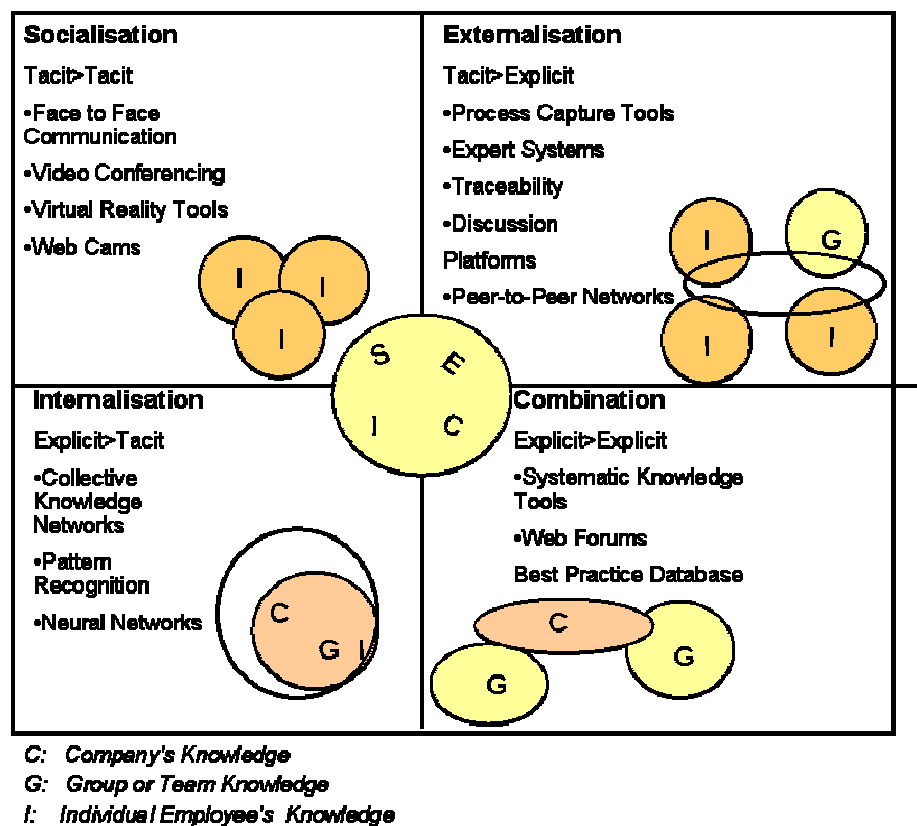 Socialisation
Tacit>Tacit
•Face to Face
Communication
•Video Conferencing
•Virtual Reality Tools
•Web Cams
I
I
I
Externalisation
Tacit>Explicit
•Process Capture Tools
•Expert Systems
•Traceability
•Discussion
Platforms
•Peer-to-Peer Networks
I
G
I
I
S E
I C
Internalisation
Explicit>Tacit
•Collective
Knowledge
Networks
•Pattern
Recognition
•Neural Networks
C
G I
Combination
Explicit>Explicit
•Systematic Knowledge
Tools
•Web Forums
Best Practice Database
C
G
G
C: Company's Knowledge
G: Group or Team Knowledge
I: Individual Employee's Knowledge